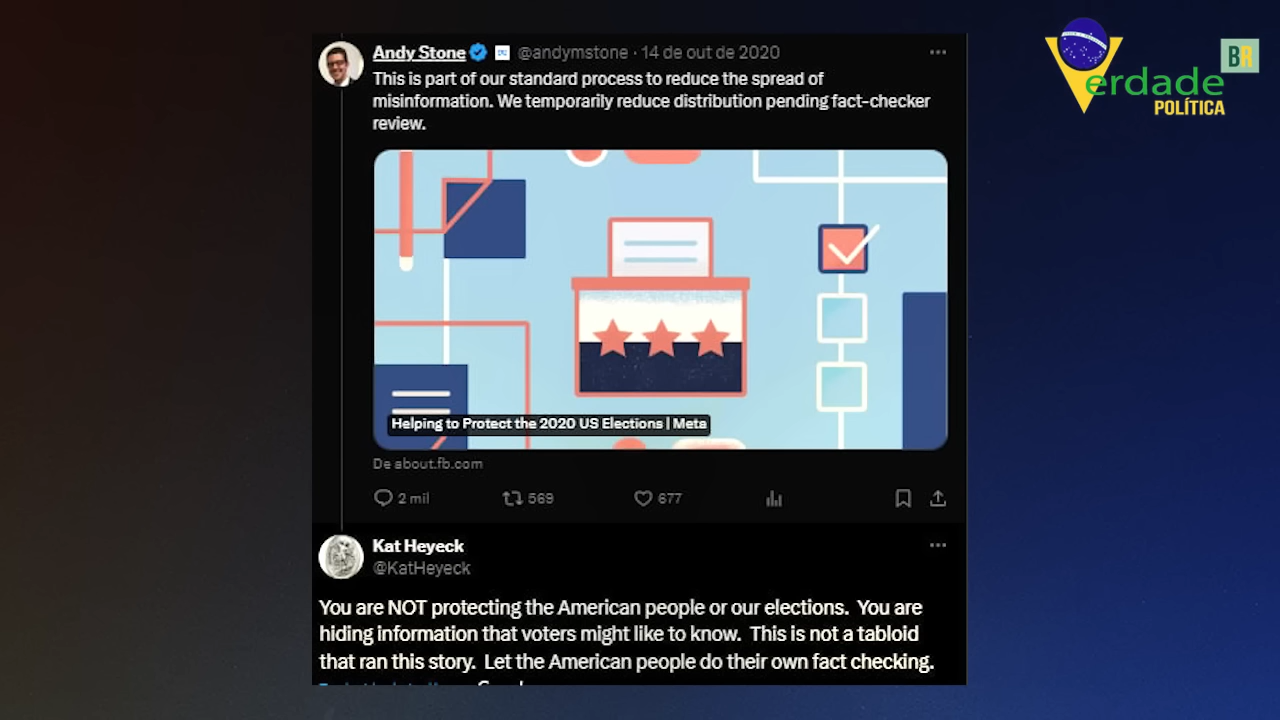 Andy Stone @andymstone · 14 de out de 2020
This is part of our standard process to reduce the spread of
misinformation. We temporarily reduce distribution pending fact-checker
review.
Helping to Protect the 2020 US Elections | Meta
De about.fb.com
2 mil 569 677
Kat Heyeck
@KatHeyeck
You are NOT protecting the American people or our elections. You are
hiding information that voters might like to know. This is not a tabloid
that ran this story. Let the American people do their own fact checking.
Verdade
POLÍTICA
BR